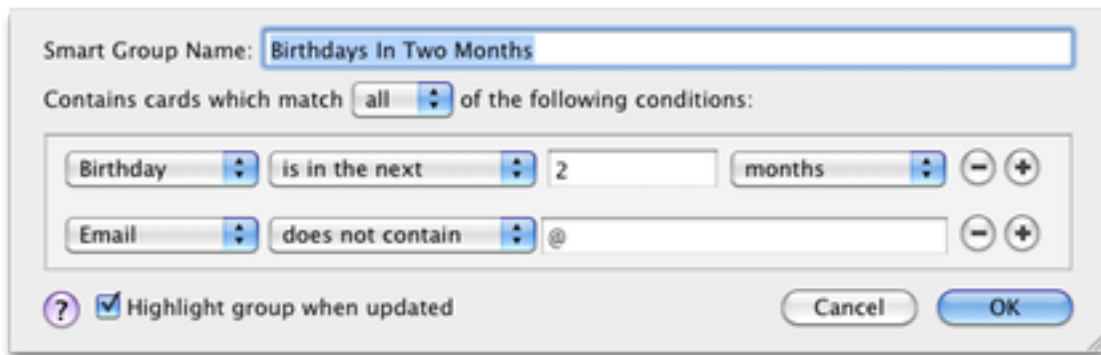 Smart Group Name: Birthdays In Two Months
Contains cards which match all of the following conditions:
Birthday is in the next 2 months − +
Email does not contain @ − +
? Highlight group when updated Cancel OK